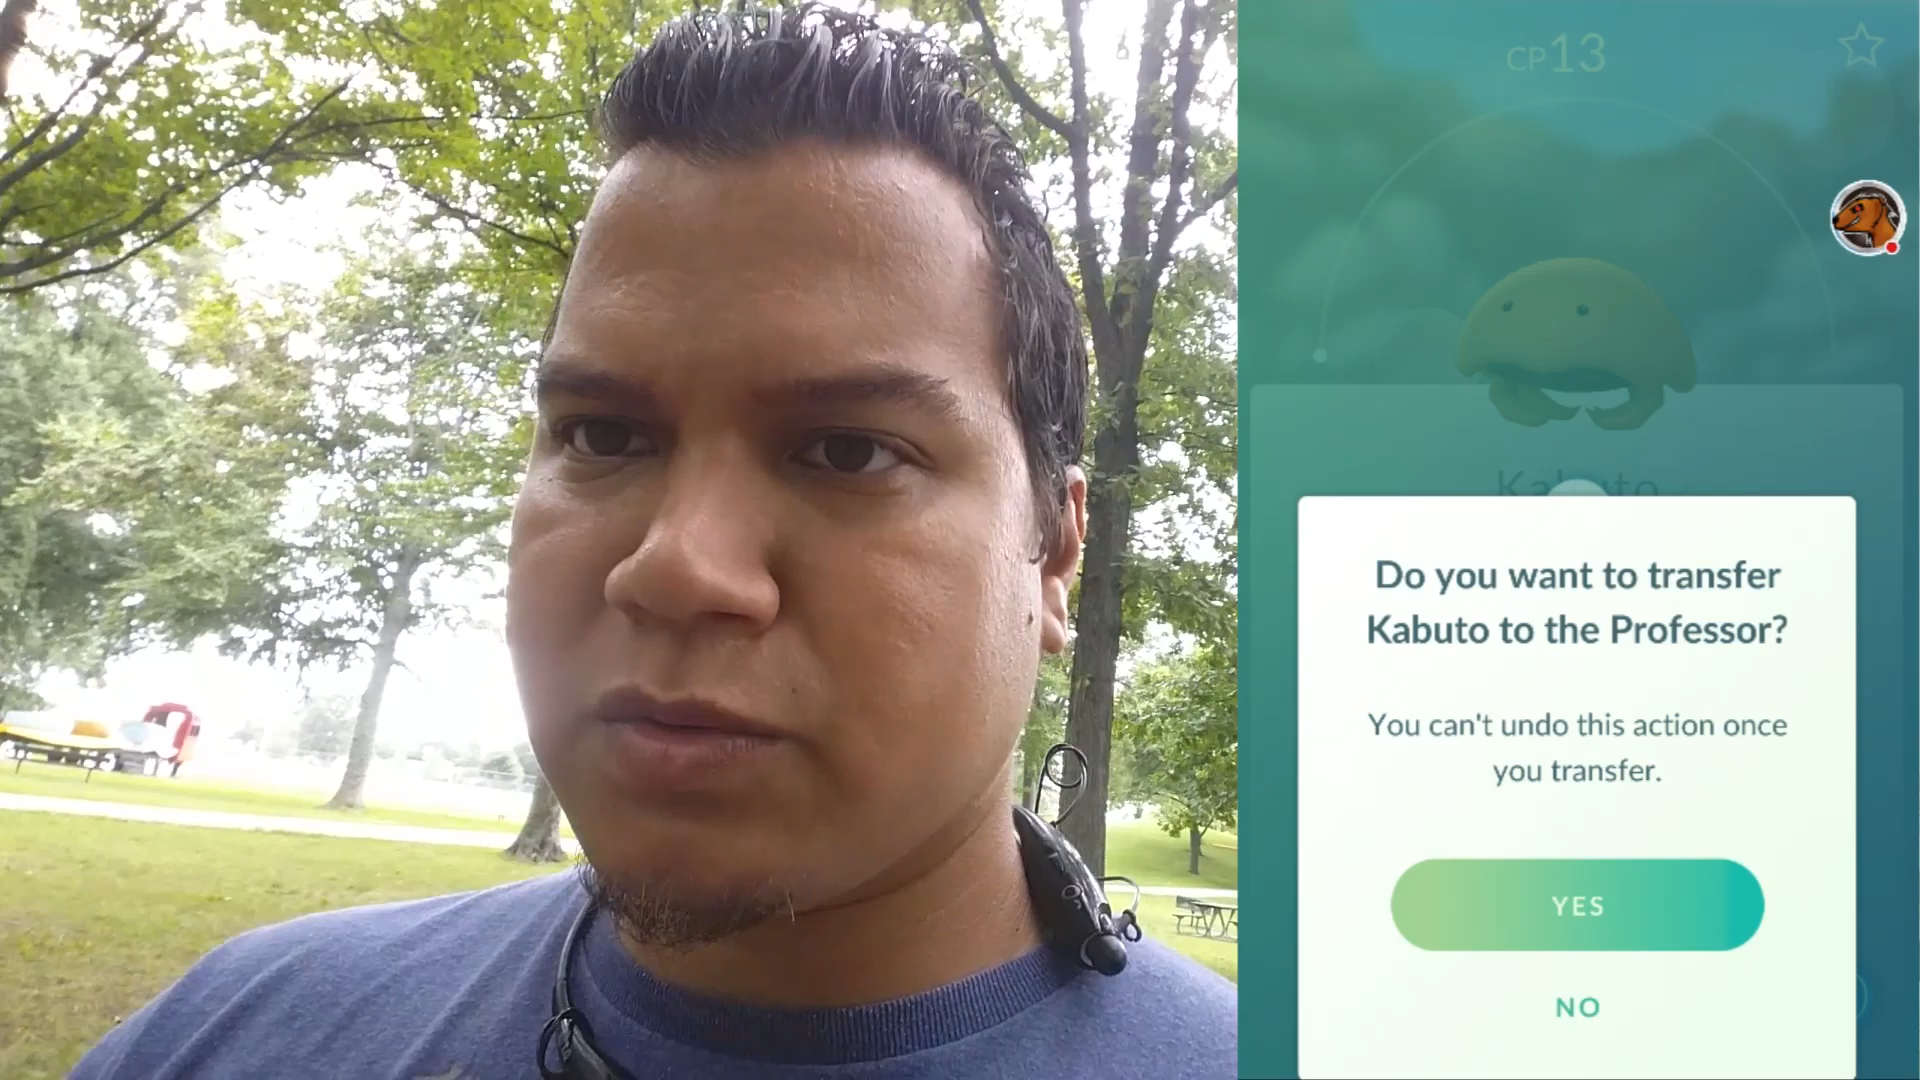 CP13
Kabuto
Do you want to transfer
Kabuto to the Professor?
You can't undo this action once
you transfer.
YES
NO